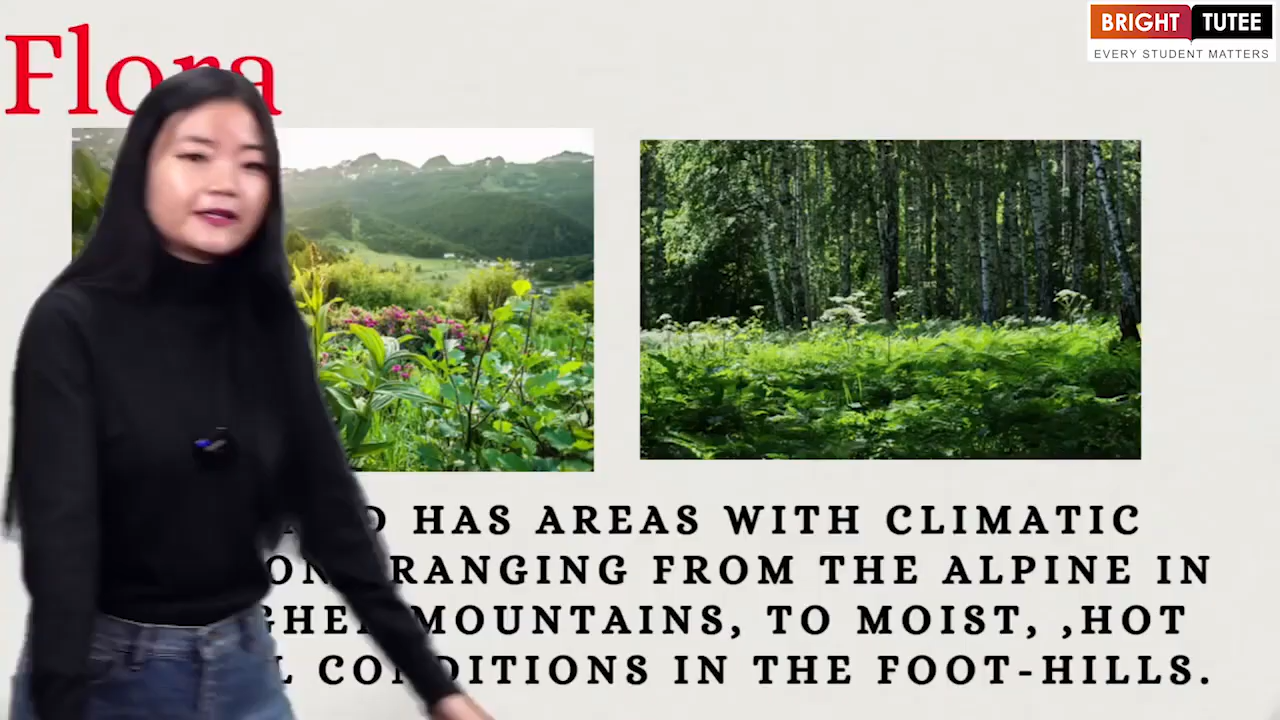 BRIGHT TUTEE
EVERY STUDENT MATTERS
Flora
HAS AREAS WITH CLIMATIC
RANGING FROM THE ALPINE IN
MOUNTAINS, TO MOIST, ,HOT
CONDITIONS IN THE FOOT-HILLS.